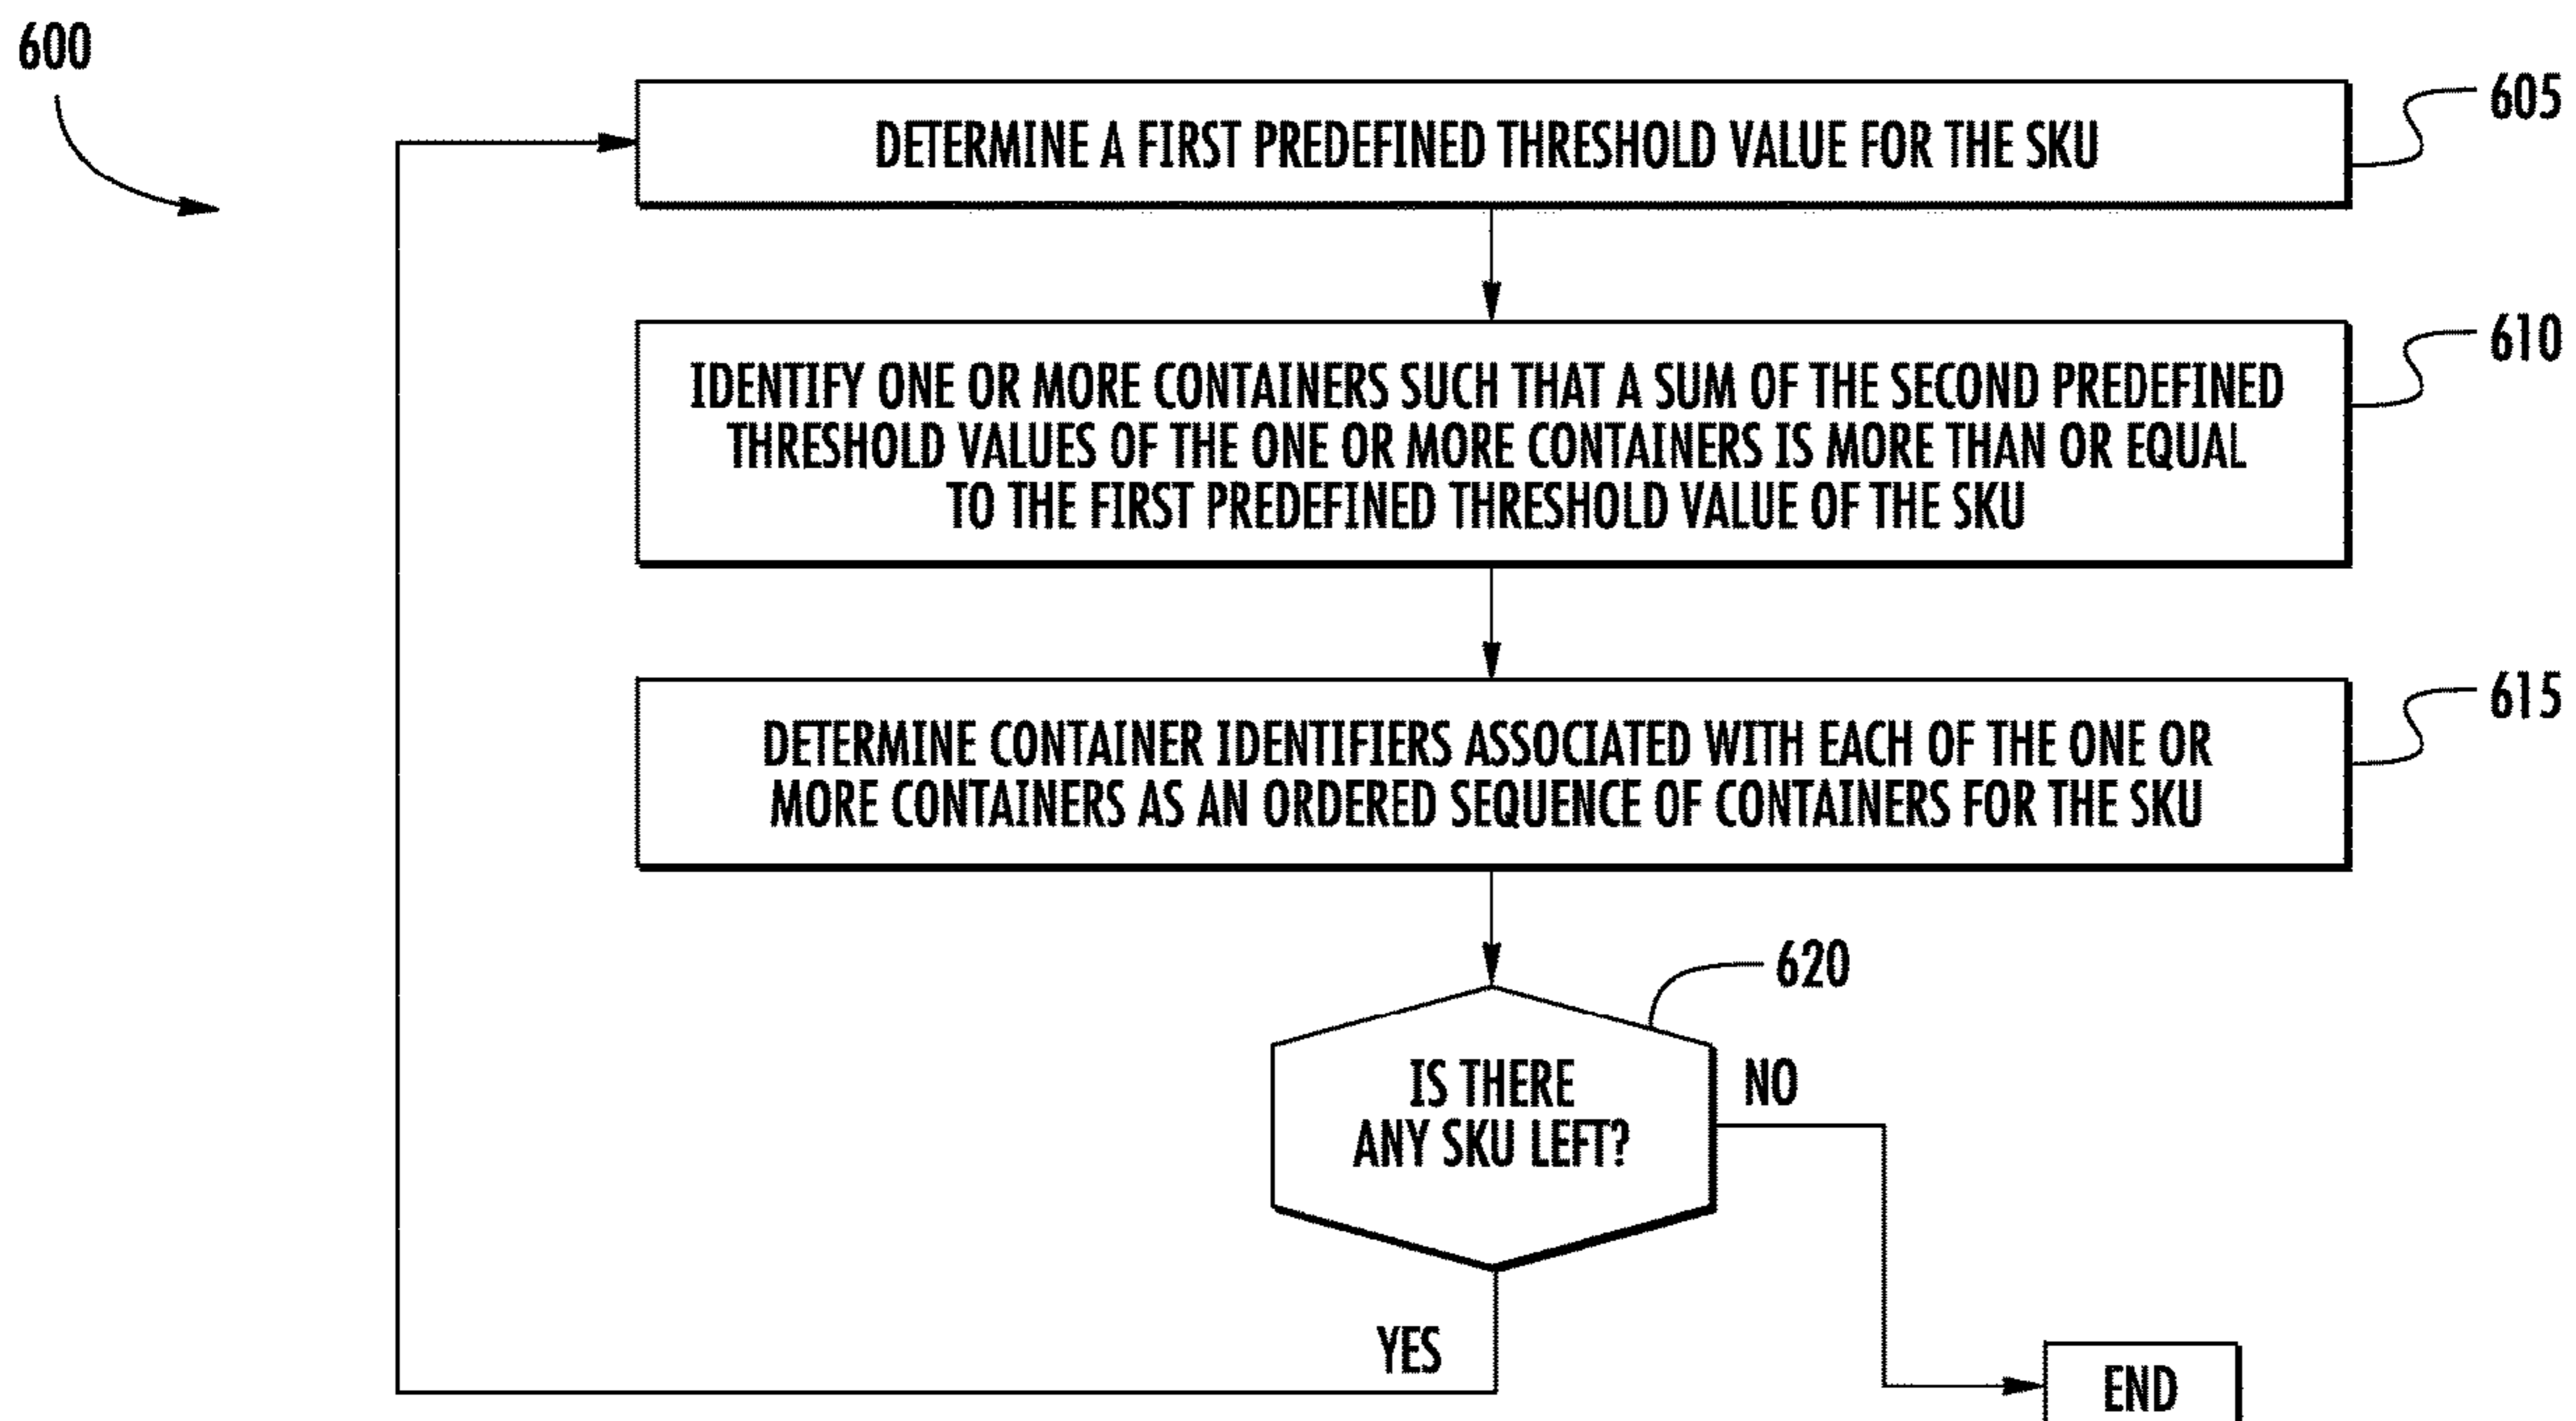 600
DETERMINE A FIRST PREDEFINED THRESHOLD VALUE FOR THE SKU
605
IDENTIFY ONE OR MORE CONTAINERS SUCH THAT A SUM OF THE SECOND PREDEFINED
THRESHOLD VALUES OF THE ONE OR MORE CONTAINERS IS MORE THAN OR EQUAL
TO THE FIRST PREDEFINED THRESHOLD VALUE OF THE SKU
610
DETERMINE CONTAINER IDENTIFIERS ASSOCIATED WITH EACH OF THE ONE OR
MORE CONTAINERS AS AN ORDERED SEQUENCE OF CONTAINERS FOR THE SKU
615
620
IS THERE
ANY SKU LEFT?
NO
YES
END